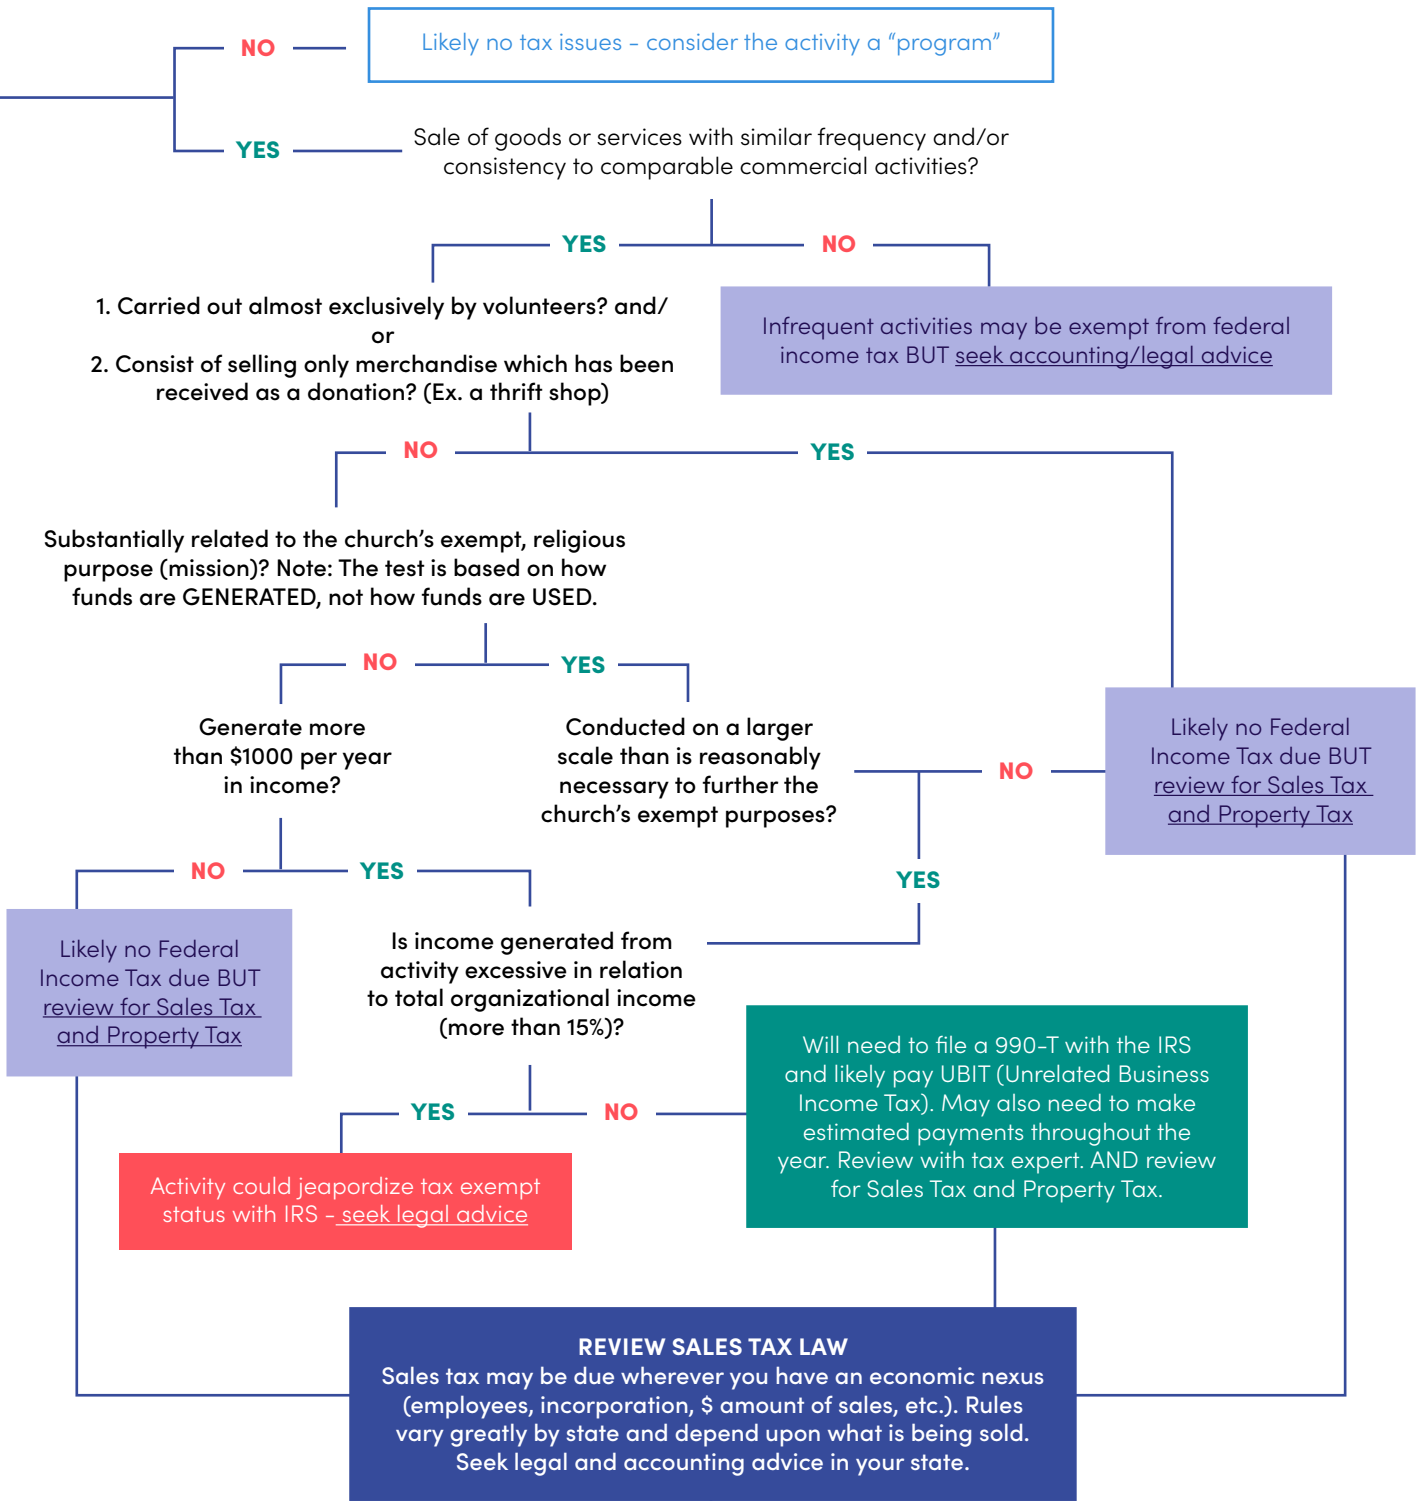 NO
Likely no tax issues - consider the activity a “program”
YES
Sale of goods or services with similar frequency and/or
consistency to comparable commercial activities?
YES
NO
1. Carried out almost exclusively by volunteers? and/
or
2. Consist of selling only merchandise which has been
received as a donation? (Ex. a thrift shop)
Infrequent activities may be exempt from federal
income tax BUT seek accounting/legal advice
NO
YES
Substantially related to the church’s exempt, religious
purpose (mission)? Note: The test is based on how
funds are GENERATED, not how funds are USED.
NO
YES
Generate more
than $1000 per year
in income?
Conducted on a larger
scale than is reasonably
necessary to further the
church’s exempt purposes?
NO
Likely no Federal
Income Tax due BUT
review for Sales Tax
and Property Tax
NO
YES
YES
Likely no Federal
Income Tax due BUT
review for Sales Tax
and Property Tax
Is income generated from
activity excessive in relation
to total organizational income
(more than 15%)?
YES
NO
Will need to file a 990-T with the IRS
and likely pay UBIT (Unrelated Business
Income Tax). May also need to make
estimated payments throughout the
year. Review with tax expert. AND review
for Sales Tax and Property Tax.
Activity could jeapordize tax exempt
status with IRS - seek legal advice
REVIEW SALES TAX LAW
Sales tax may be due wherever you have an economic nexus
(employees, incorporation, $ amount of sales, etc.). Rules
vary greatly by state and depend upon what is being sold.
Seek legal and accounting advice in your state.